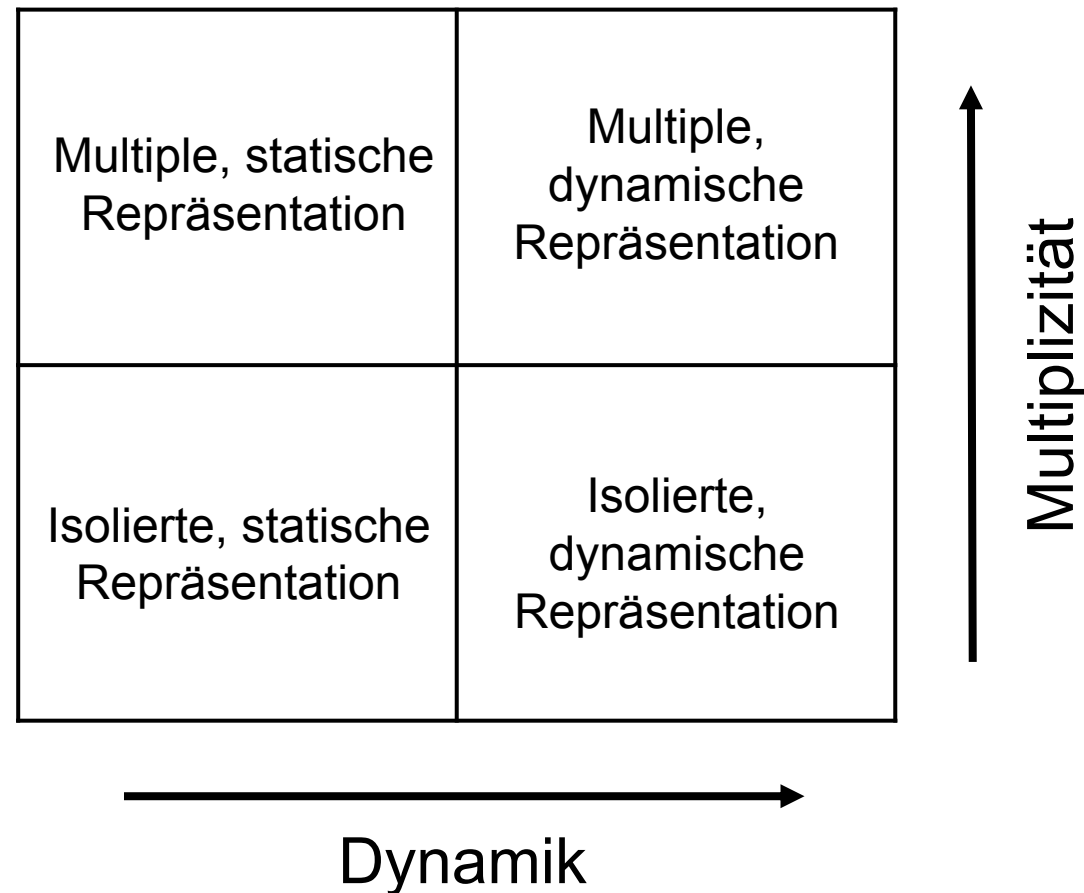 Multiple, statische
Repräsentation
Multiple,
dynamische
Repräsentation
Isolierte, statische
Repräsentation
Isolierte,
dynamische
Repräsentation
Multiplizität
Dynamik